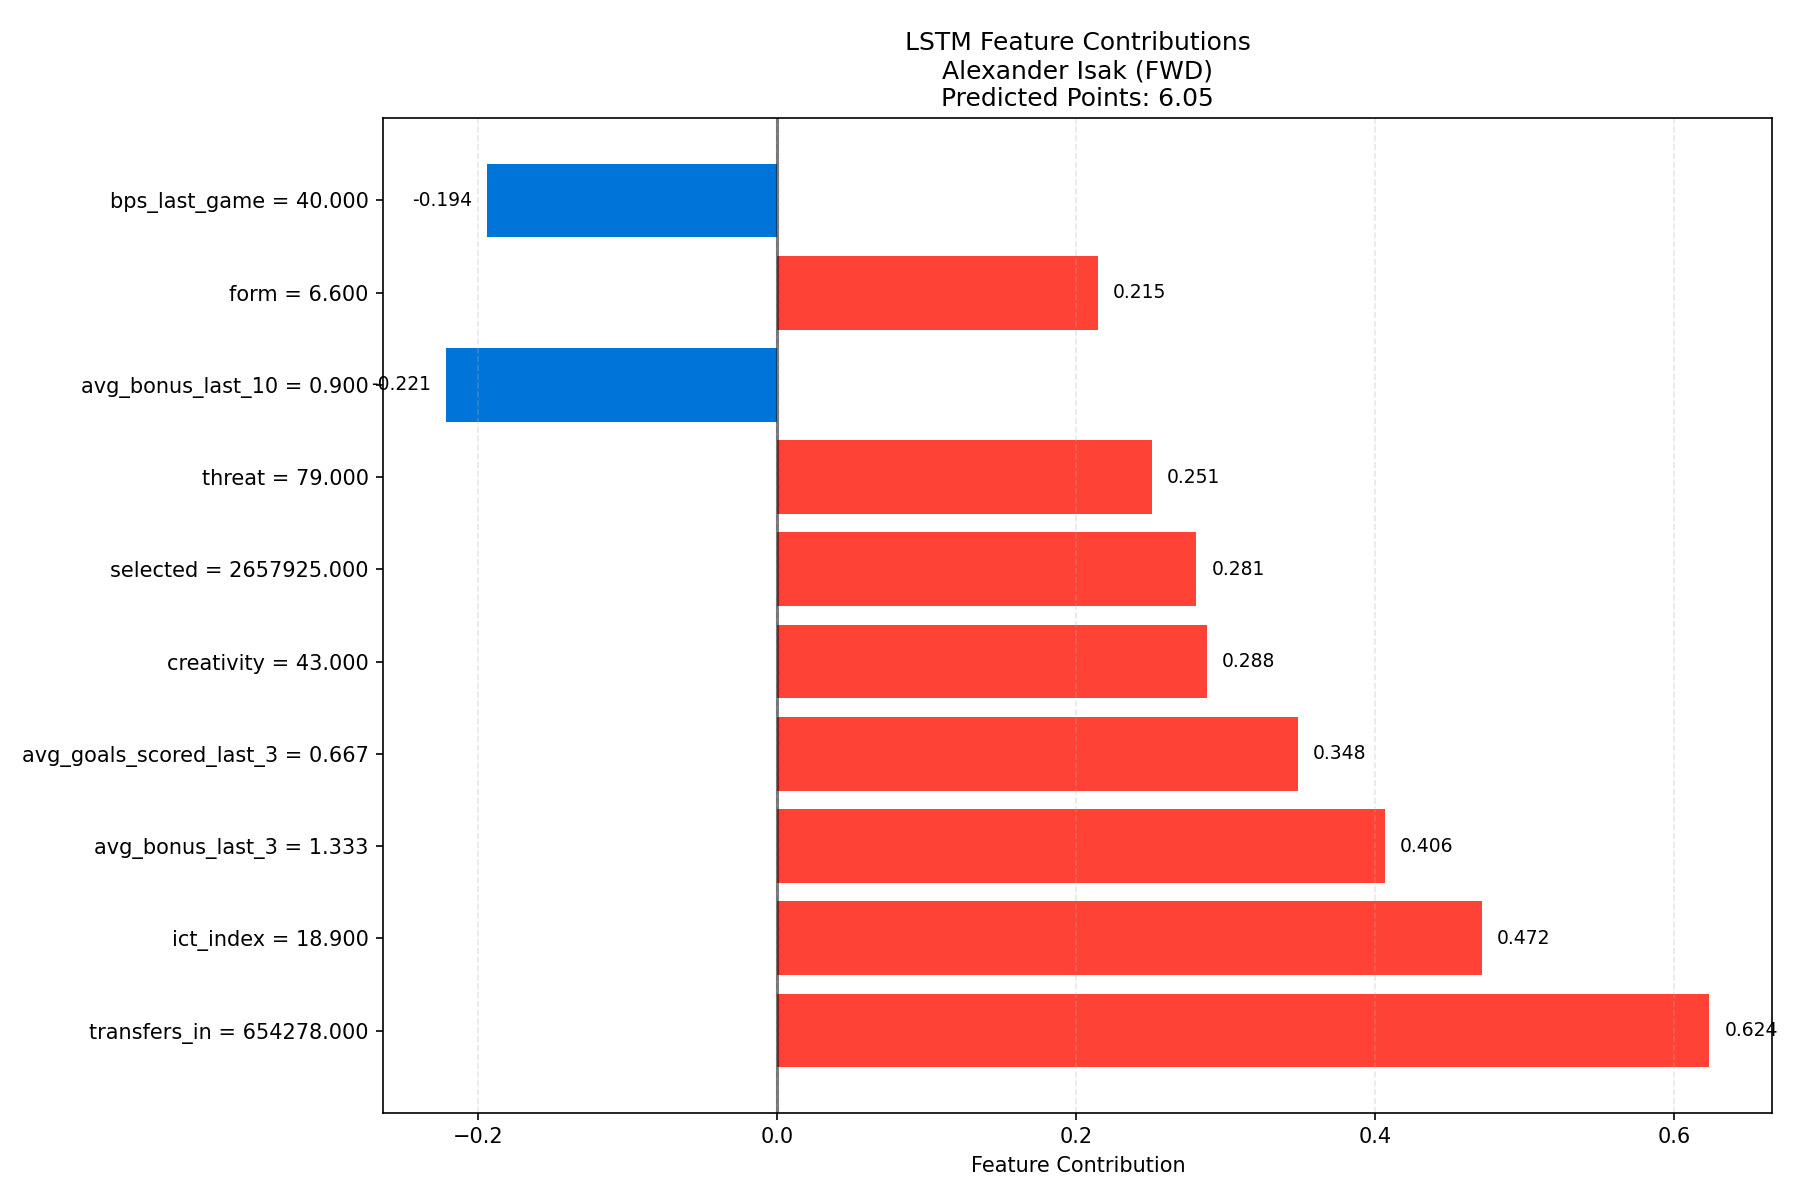 LSTM Feature Contributions
Alexander Isak (FWD)
Predicted Points: 6.05
bps_last_game = 40.000
-0.194
form = 6.600
0.215
avg_bonus_last_10 = 0.900
-0.221
threat = 79.000
0.251
selected = 2657925.000
0.281
creativity = 43.000
0.288
avg_goals_scored_last_3 = 0.667
0.348
avg_bonus_last_3 = 1.333
0.406
ict_index = 18.900
0.472
transfers_in = 654278.000
0.624
−0.2 0.0 0.2 0.4 0.6
Feature Contribution